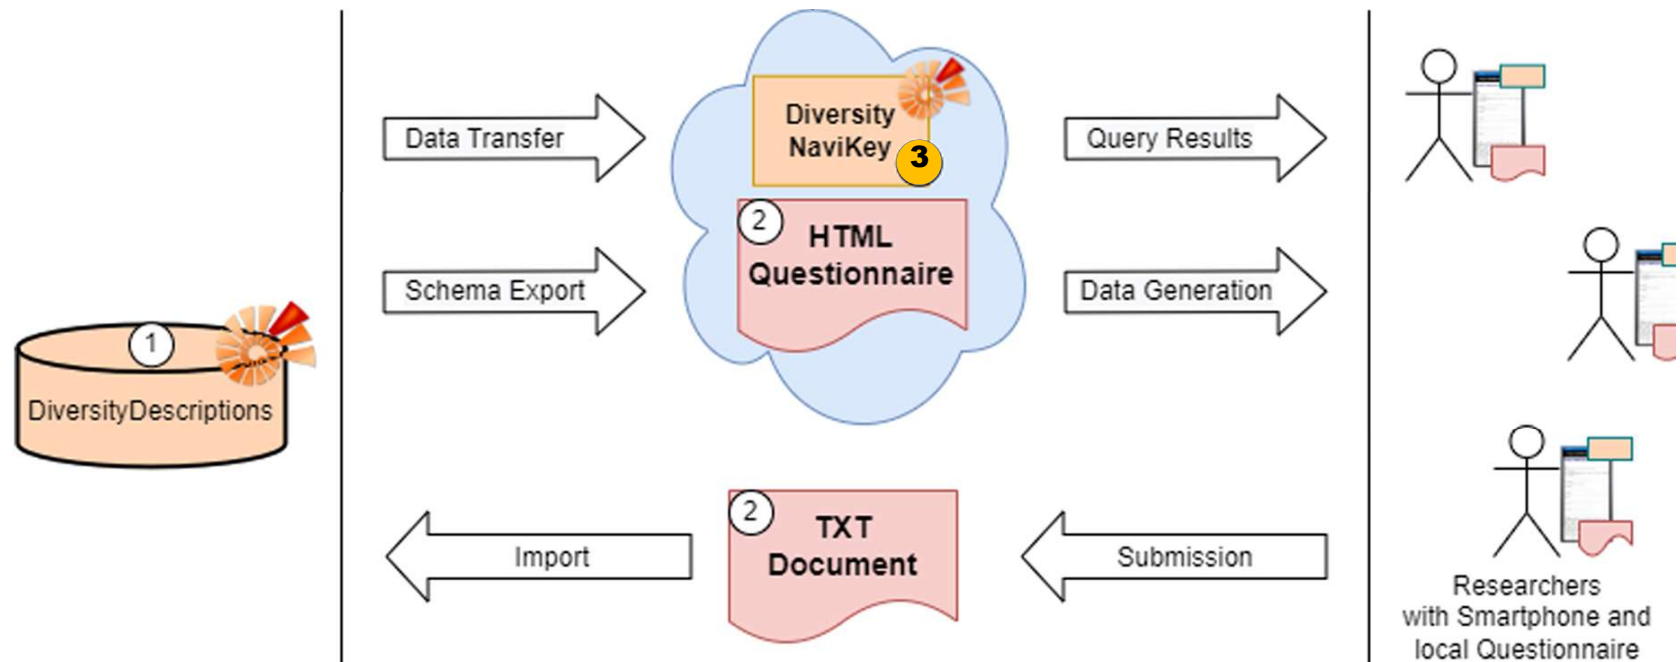 Data Transfer
Diversity
NaviKey
3
Query Results
2
HTML
Questionnaire
Schema Export
Data Generation
1
DiversityDescriptions
2
TXT
Document
Import
Submission
Researchers
with Smartphone and
local Questionnaire